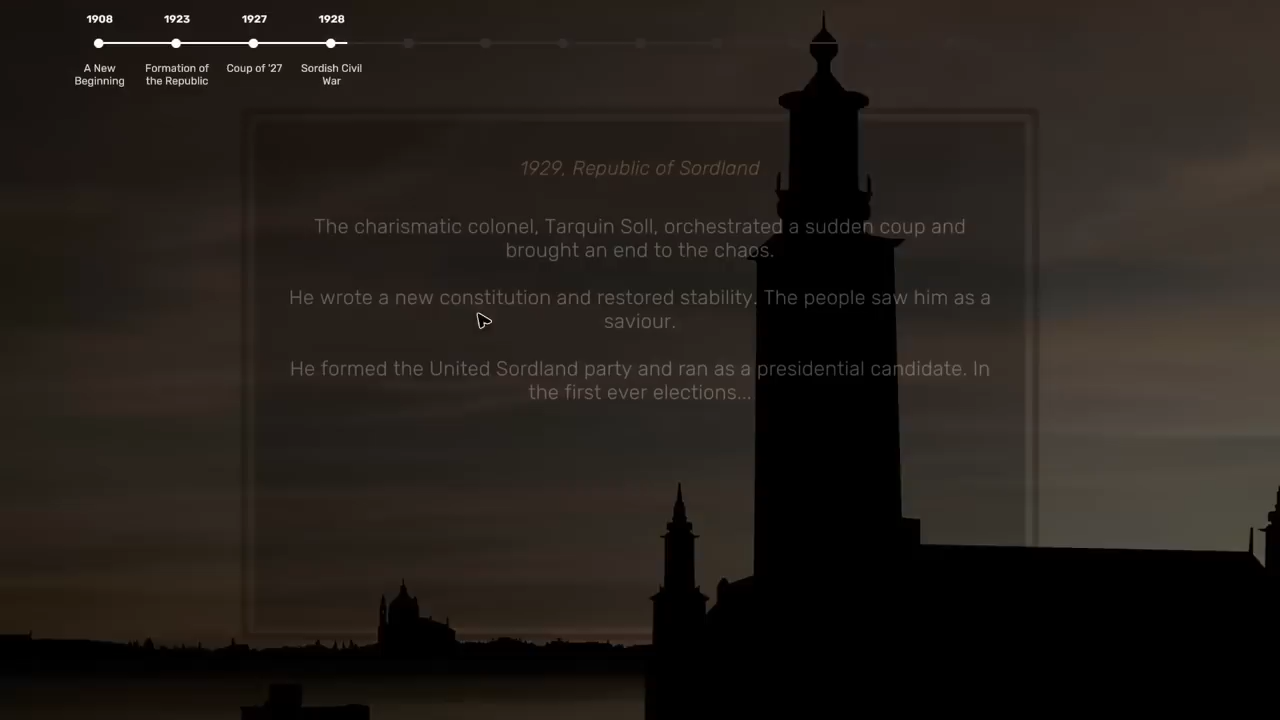 1908 1923 1927 1928
A New Beginning
Formation of the Republic
Coup of '27
Sordish Civil War
1929, Republic of Sordland
The charismatic colonel, Tarquin Soll, orchestrated a sudden coup and
brought an end to the chaos.
He wrote a new constitution and restored stability. The people saw him as a
saviour.
He formed the United Sordland party and ran as a presidential candidate. In
the first ever elections...